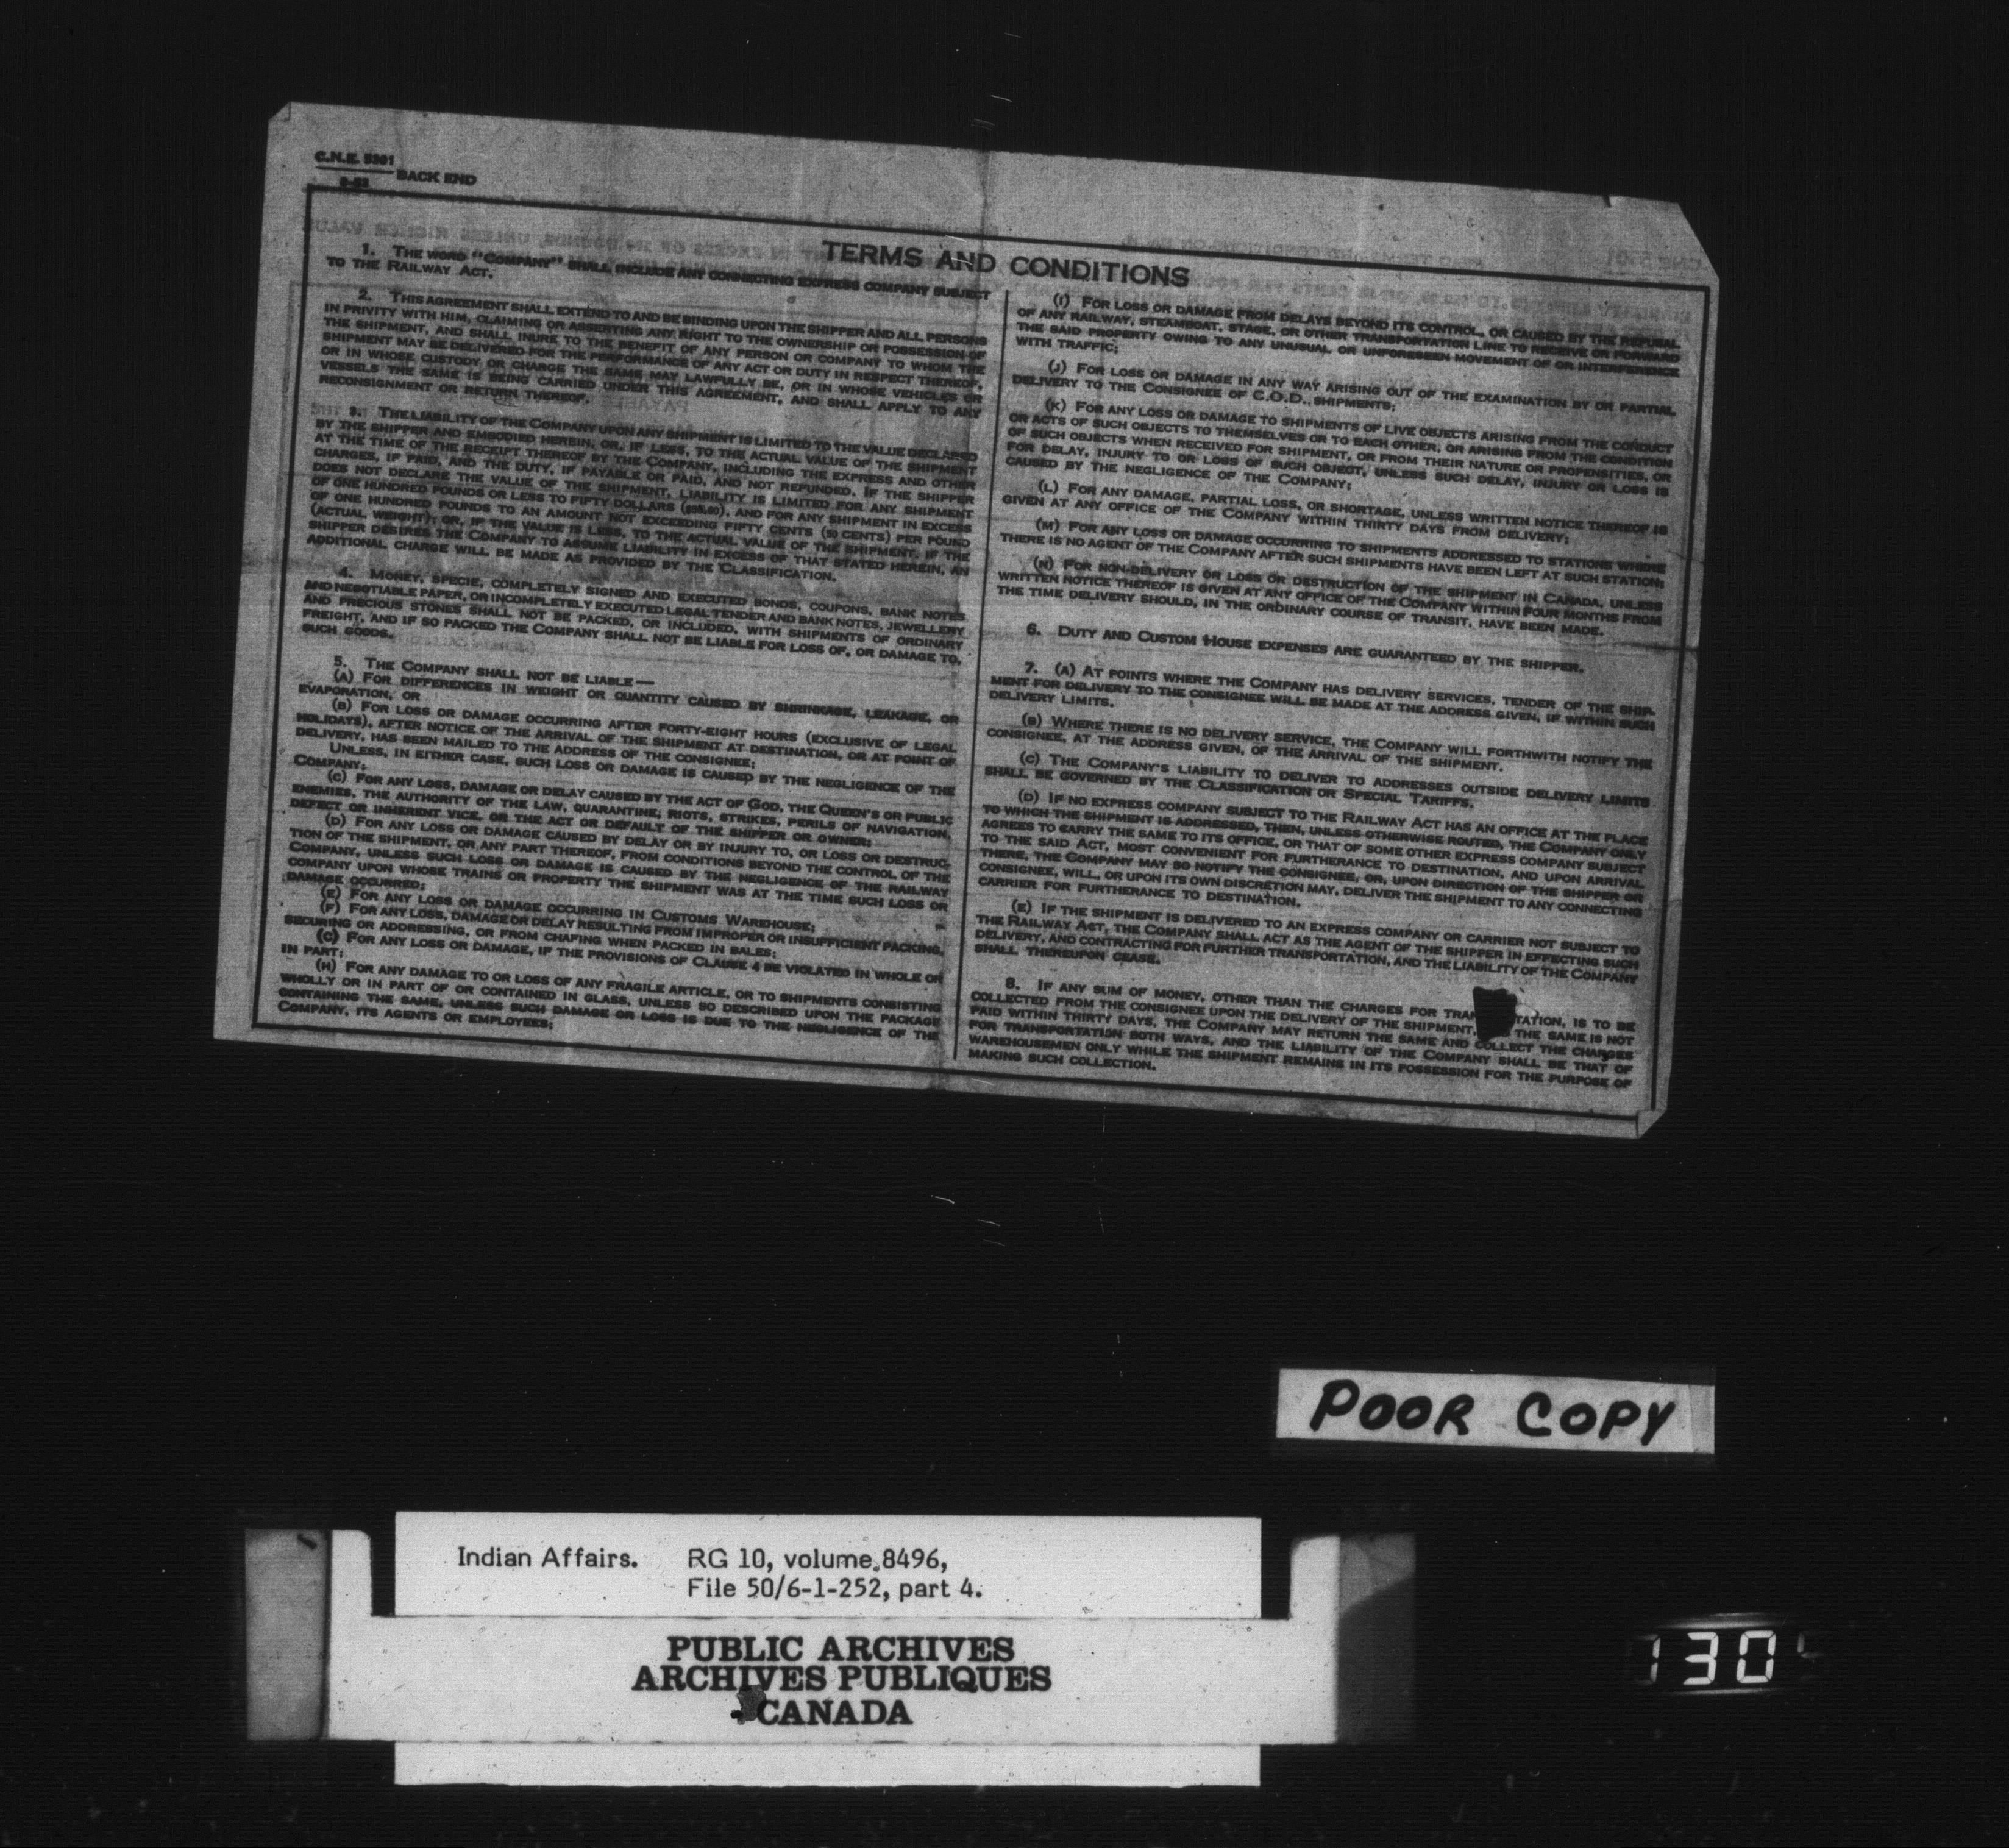 C.N.E. 5301
BACK END
TERMS AND CONDITIONS
1. THE WORD "COMPANY" SHALL INCLUDE ANY CONNECTING EXPRESS COMPANY SUBJECT
TO THE RAILWAY ACT.
2. THIS AGREEMENT SHALL EXTEND TO AND BE BINDING UPON THE SHIPPER AND ALL PERSONS
IN PRIVITY WITH HIM, CLAIMING OR ASSERTING ANY RIGHT TO THE OWNERSHIP OR POSSESSION OF
THE SHIPMENT, AND SHALL INURE TO THE BENEFIT OF ANY PERSON OR COMPANY TO WHOM THE
SHIPMENT MAY BE DELIVERED FOR THE PERFORMANCE OF ANY ACT OR DUTY IN RESPECT THEREOF,
OR IN WHOSE CUSTODY OR CHARGE THE SAME MAY LAWFULLY BE, OR IN WHOSE VEHICLES OR
VESSELS THE SAME IS BEING CARRIED UNDER THIS AGREEMENT, AND SHALL APPLY TO ANY
RECONSIGNMENT OR RETURN THEREOF.
3. THE LIABILITY OF THE COMPANY UPON ANY SHIPMENT IS LIMITED TO THE VALUE DECLARED
BY THE SHIPPER AND EMBODIED HEREIN, OR, IF LESS, TO THE ACTUAL VALUE OF THE SHIPMENT
AT THE TIME OF THE RECEIPT THEREOF BY THE COMPANY, INCLUDING THE EXPRESS AND OTHER
CHARGES, IF PAID, AND THE DUTY, IF PAYABLE OR PAID, AND NOT REFUNDED. IF THE SHIPPER
DOES NOT DECLARE THE VALUE OF THE SHIPMENT, LIABILITY IS LIMITED FOR ANY SHIPMENT
OF ONE HUNDRED POUNDS OR LESS TO FIFTY DOLLARS ($50.00), AND FOR ANY SHIPMENT IN EXCESS
OF ONE HUNDRED POUNDS TO AN AMOUNT NOT EXCEEDING FIFTY CENTS (50 CENTS) PER POUND
(ACTUAL WEIGHT); OR, IF THE VALUE IS LESS, TO THE ACTUAL VALUE OF THE SHIPMENT. IF THE
SHIPPER DESIRES THE COMPANY TO ASSUME LIABILITY IN EXCESS OF THAT STATED HEREIN, AN
ADDITIONAL CHARGE WILL BE MADE AS PROVIDED BY THE CLASSIFICATION.
4. MONEY, SPECIE, COMPLETELY SIGNED AND EXECUTED BONDS, COUPONS, BANK NOTES
AND NEGOTIABLE PAPER, OR INCOMPLETELY EXECUTED LEGAL TENDER AND BANK NOTES, JEWELLERY
AND PRECIOUS STONES SHALL NOT BE PACKED, OR INCLUDED, WITH SHIPMENTS OF ORDINARY
FREIGHT, AND IF SO PACKED THE COMPANY SHALL NOT BE LIABLE FOR LOSS OF, OR DAMAGE TO,
SUCH GOODS.
5. THE COMPANY SHALL NOT BE LIABLE—
(A) FOR DIFFERENCES IN WEIGHT OR QUANTITY CAUSED BY SHRINKAGE, LEAKAGE, OR
EVAPORATION, OR
(B) FOR LOSS OR DAMAGE OCCURRING AFTER FORTY-EIGHT HOURS (EXCLUSIVE OF LEGAL
HOLIDAYS), AFTER NOTICE OF THE ARRIVAL OF THE SHIPMENT AT DESTINATION, OR AT POINT OF
DELIVERY, HAS BEEN MAILED TO THE ADDRESS OF THE CONSIGNEE;
UNLESS, IN EITHER CASE, SUCH LOSS OR DAMAGE IS CAUSED BY THE NEGLIGENCE OF THE
COMPANY;
(C) FOR ANY LOSS, DAMAGE OR DELAY CAUSED BY THE ACT OF GOD, THE QUEEN'S OR PUBLIC
ENEMIES, THE AUTHORITY OF THE LAW, QUARANTINE, RIOTS, STRIKES, PERILS OF NAVIGATION,
DEFECT OR INHERENT VICE, OR THE ACT OR DEFAULT OF THE SHIPPER OR OWNER;
(D) FOR ANY LOSS OR DAMAGE CAUSED BY DELAY OR BY INJURY TO, OR LOSS OR DESTRUC-
TION OF THE SHIPMENT, OR ANY PART THEREOF, FROM CONDITIONS BEYOND THE CONTROL OF THE
COMPANY, UNLESS SUCH LOSS OR DAMAGE IS CAUSED BY THE NEGLIGENCE OF THE RAILWAY
COMPANY UPON WHOSE TRAINS OR PROPERTY THE SHIPMENT WAS AT THE TIME SUCH LOSS OR
DAMAGE OCCURRED;
(E) FOR ANY LOSS OR DAMAGE OCCURRING IN CUSTOMS WAREHOUSE;
(F) FOR ANY LOSS, DAMAGE OR DELAY RESULTING FROM IMPROPER OR INSUFFICIENT PACKING,
SECURING OR ADDRESSING, OR FROM CHAFING WHEN PACKED IN BALES;
(G) FOR ANY LOSS OR DAMAGE, IF THE PROVISIONS OF CLAUSE 4 BE VIOLATED IN WHOLE OR
IN PART;
(H) FOR ANY DAMAGE TO OR LOSS OF ANY FRAGILE ARTICLE, OR TO SHIPMENTS CONSISTING
WHOLLY OR IN PART OF OR CONTAINED IN GLASS, UNLESS SO DESCRIBED UPON THE PACKAGE
CONTAINING THE SAME, UNLESS SUCH DAMAGE OR LOSS IS DUE TO THE NEGLIGENCE OF THE
COMPANY, ITS AGENTS OR EMPLOYEES;
(I) FOR LOSS OR DAMAGE FROM DELAYS BEYOND ITS CONTROL, OR CAUSED BY THE REFUSAL
OF ANY RAILWAY, STEAMBOAT, STAGE, OR OTHER TRANSPORTATION LINE TO RECEIVE OR FORWARD
THE SAID PROPERTY OWING TO ANY UNUSUAL OR UNFORESEEN MOVEMENT OF OR INTERFERENCE
WITH TRAFFIC;
(J) FOR LOSS OR DAMAGE IN ANY WAY ARISING OUT OF THE EXAMINATION BY OR PARTIAL
DELIVERY TO THE CONSIGNEE OF C.O.D. SHIPMENTS;
(K) FOR ANY LOSS OR DAMAGE TO SHIPMENTS OF LIVE OBJECTS ARISING FROM THE CONDUCT
OR ACTS OF SUCH OBJECTS TO THEMSELVES OR TO EACH OTHER, OR ARISING FROM THE CONDITION
OF SUCH OBJECTS WHEN RECEIVED FOR SHIPMENT, OR FROM THEIR NATURE OR PROPENSITIES, OR
FOR DELAY, INJURY TO OR LOSS OF SUCH OBJECT, UNLESS SUCH DELAY, INJURY OR LOSS IS
CAUSED BY THE NEGLIGENCE OF THE COMPANY;
(L) FOR ANY DAMAGE, PARTIAL LOSS, OR SHORTAGE, UNLESS WRITTEN NOTICE THEREOF IS
GIVEN AT ANY OFFICE OF THE COMPANY WITHIN THIRTY DAYS FROM DELIVERY;
(M) FOR ANY LOSS OR DAMAGE OCCURRING TO SHIPMENTS ADDRESSED TO STATIONS WHERE
THERE IS NO AGENT OF THE COMPANY AFTER SUCH SHIPMENTS HAVE BEEN LEFT AT SUCH STATION;
(N) FOR NON-DELIVERY OR LOSS OR DESTRUCTION OF THE SHIPMENT IN CANADA, UNLESS
WRITTEN NOTICE THEREOF IS GIVEN AT ANY OFFICE OF THE COMPANY WITHIN FOUR MONTHS FROM
THE TIME DELIVERY SHOULD, IN THE ORDINARY COURSE OF TRANSIT, HAVE BEEN MADE.
6. DUTY AND CUSTOM HOUSE EXPENSES ARE GUARANTEED BY THE SHIPPER.
7. (A) AT POINTS WHERE THE COMPANY HAS DELIVERY SERVICES, TENDER OF THE SHIP-
MENT FOR DELIVERY TO THE CONSIGNEE WILL BE MADE AT THE ADDRESS GIVEN, IF WITHIN SUCH
DELIVERY LIMITS.
(B) WHERE THERE IS NO DELIVERY SERVICE, THE COMPANY WILL FORTHWITH NOTIFY THE
CONSIGNEE, AT THE ADDRESS GIVEN, OF THE ARRIVAL OF THE SHIPMENT.
(C) THE COMPANY'S LIABILITY TO DELIVER TO ADDRESSES OUTSIDE DELIVERY LIMITS
SHALL BE GOVERNED BY THE CLASSIFICATION OR SPECIAL TARIFFS.
(D) IF NO EXPRESS COMPANY SUBJECT TO THE RAILWAY ACT HAS AN OFFICE AT THE PLACE
TO WHICH THE SHIPMENT IS ADDRESSED, THEN, UNLESS OTHERWISE ROUTED, THE COMPANY ONLY
AGREES TO CARRY THE SAME TO ITS OFFICE, OR THAT OF SOME OTHER EXPRESS COMPANY SUBJECT
TO THE SAID ACT, MOST CONVENIENT FOR FURTHERANCE TO DESTINATION, AND UPON ARRIVAL
THERE, THE COMPANY MAY SO NOTIFY THE CONSIGNEE, OR, UPON DIRECTION OF THE SHIPPER OR
CONSIGNEE, WILL, OR UPON ITS OWN DISCRETION MAY, DELIVER THE SHIPMENT TO ANY CONNECTING
CARRIER FOR FURTHERANCE TO DESTINATION.
(E) IF THE SHIPMENT IS DELIVERED TO AN EXPRESS COMPANY OR CARRIER NOT SUBJECT TO
THE RAILWAY ACT, THE COMPANY SHALL ACT AS THE AGENT OF THE SHIPPER IN EFFECTING SUCH
DELIVERY, AND CONTRACTING FOR FURTHER TRANSPORTATION, AND THE LIABILITY OF THE COMPANY
SHALL THEREUPON CEASE.
8. IF ANY SUM OF MONEY, OTHER THAN THE CHARGES FOR TRAN TATION, IS TO BE
COLLECTED FROM THE CONSIGNEE UPON THE DELIVERY OF THE SHIPMENT, THE SAME IS NOT
PAID WITHIN THIRTY DAYS, THE COMPANY MAY RETURN THE SAME AND COLLECT THE CHARGES
FOR TRANSPORTATION BOTH WAYS, AND THE LIABILITY OF THE COMPANY SHALL BE THAT OF
WAREHOUSEMEN ONLY WHILE THE SHIPMENT REMAINS IN ITS POSSESSION FOR THE PURPOSE OF
MAKING SUCH COLLECTION.
POOR COPY
Indian Affairs. RG 10, volume 8496,
File 50/6-1-252, part 4.
PUBLIC ARCHIVES
ARCHIVES PUBLIQUES
CANADA
1305